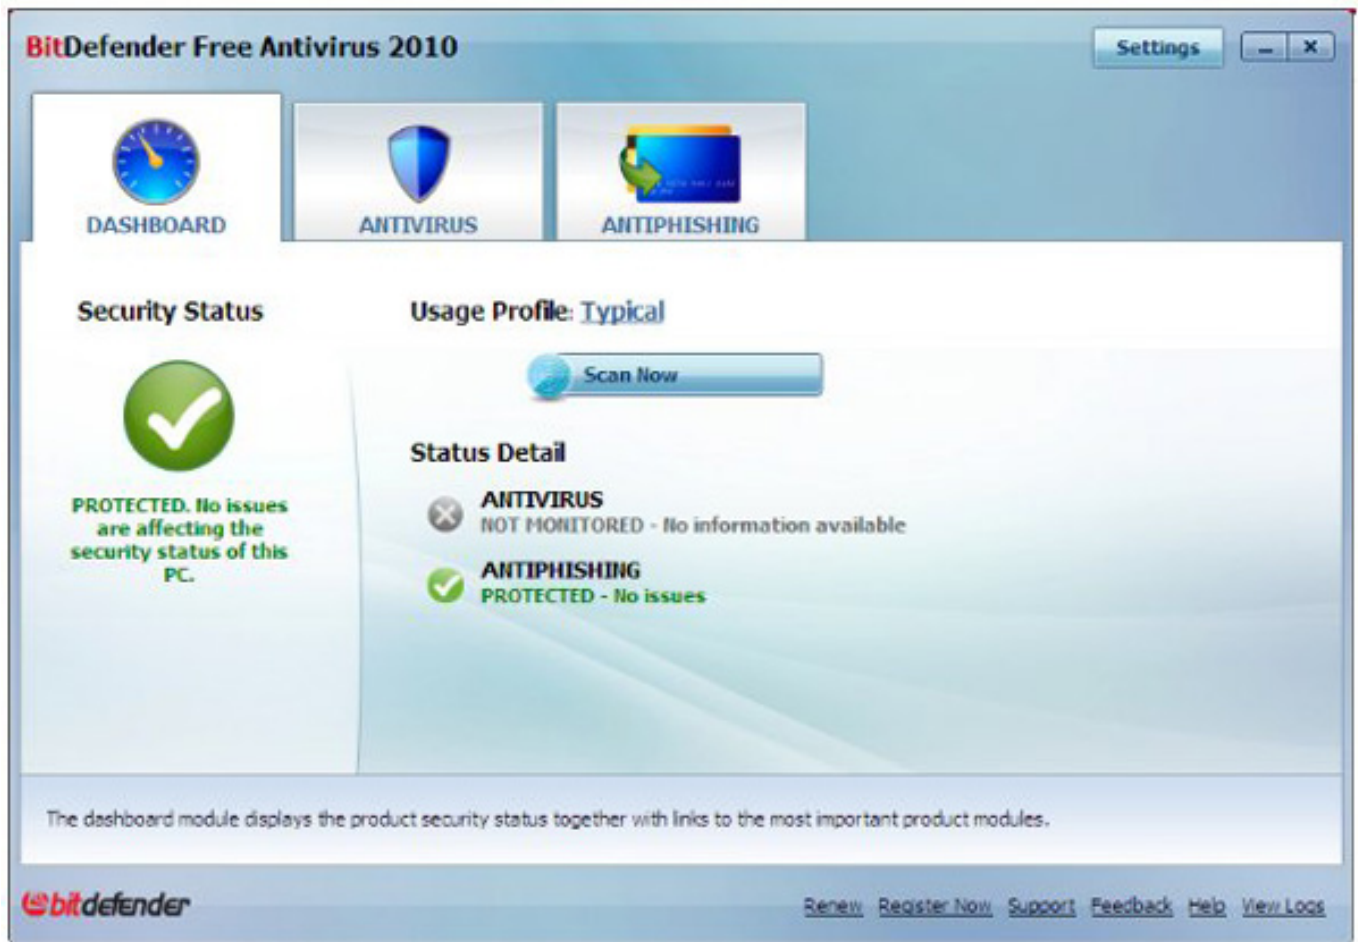 BitDefender Free Antivirus 2010
Settings
DASHBOARD
ANTIVIRUS
ANTIPHISHING
Security Status
PROTECTED. No issues
are affecting the
security status of this
PC.
Usage Profile: Typical
Scan Now
Status Detail
ANTIVIRUS
NOT MONITORED - No information available
ANTIPHISHING
PROTECTED - No issues
The dashboard module displays the product security status together with links to the most important product modules.
bitdefender
Renew Register Now Support Feedback Help View Logs